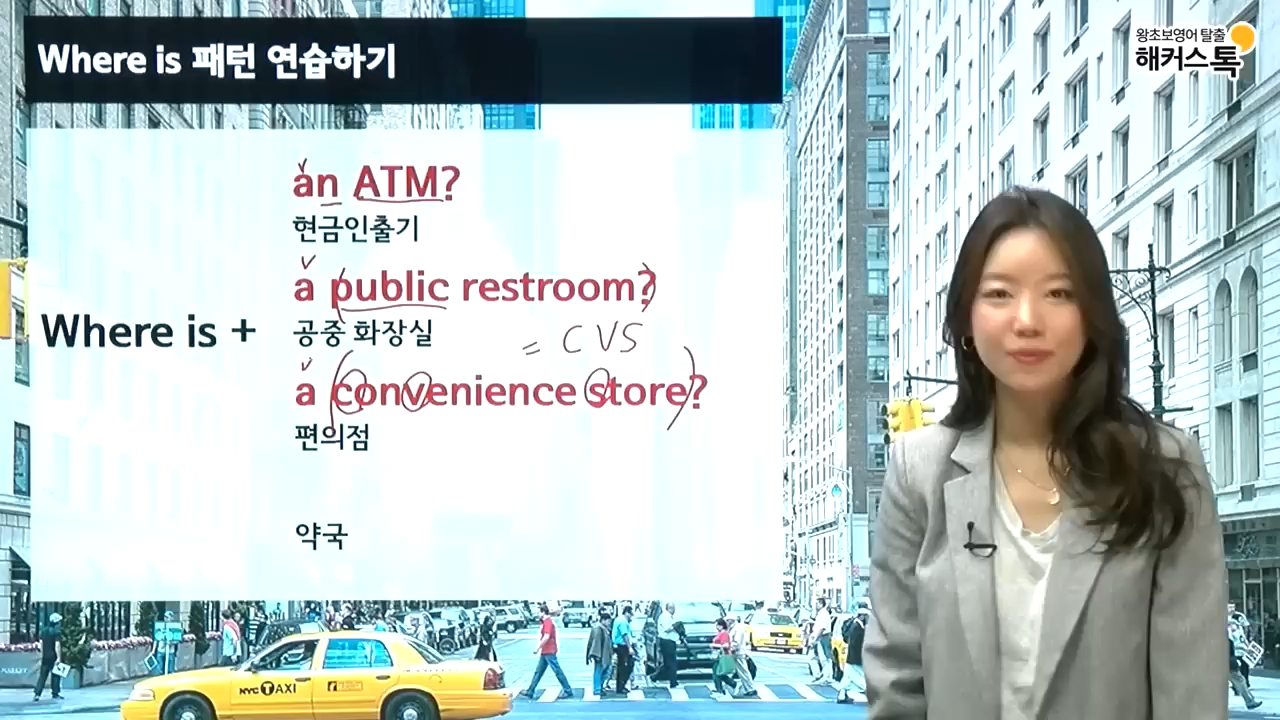 Where is 패턴 연습하기
왕초보영어 탈출
해커스톡
an ATM?
현금인출기
a public restroom?
Where is +
공중 화장실
= CVS
a convenience store?
편의점
약국
NYC TAXI